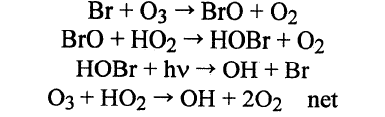 Br + O₃ → BrO + O₂
BrO + HO₂ → HOBr + O₂
HOBr + hν → OH + Br
O₃ + HO₂ → OH + 2O₂ net